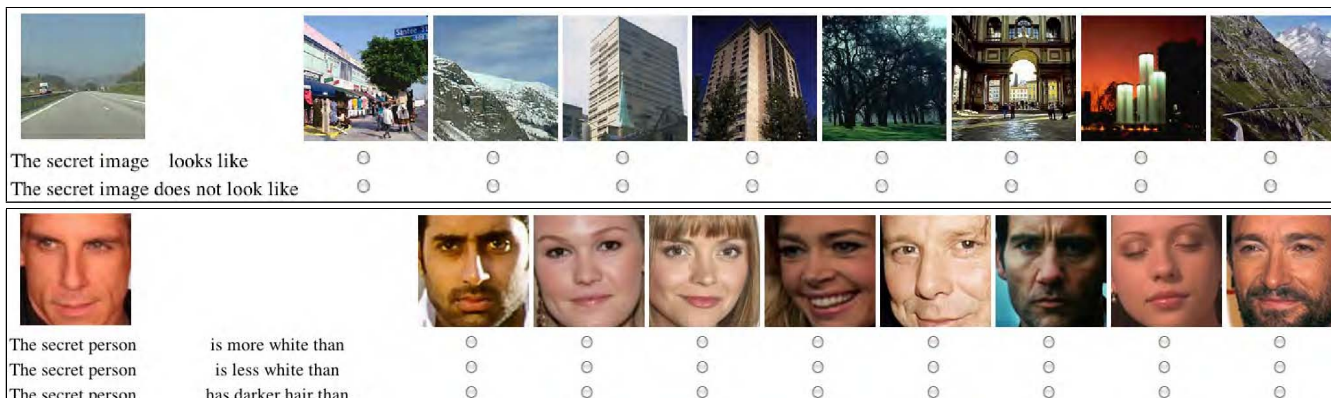 The secret image looks like
The secret image does not look like
The secret person is more white than
The secret person is less white than
The secret person has darker hair than